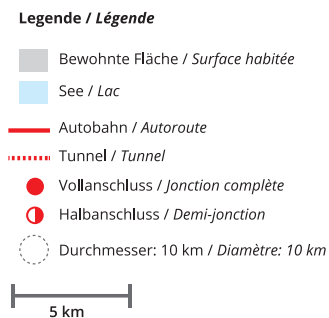 Legende / Légende
Bewohnte Fläche / Surface habitée
See / Lac
Autobahn / Autoroute
Tunnel / Tunnel
Vollanschluss / Jonction complète
Halbanschluss / Demi-jonction
Durchmesser: 10 km / Diamètre: 10 km
5 km